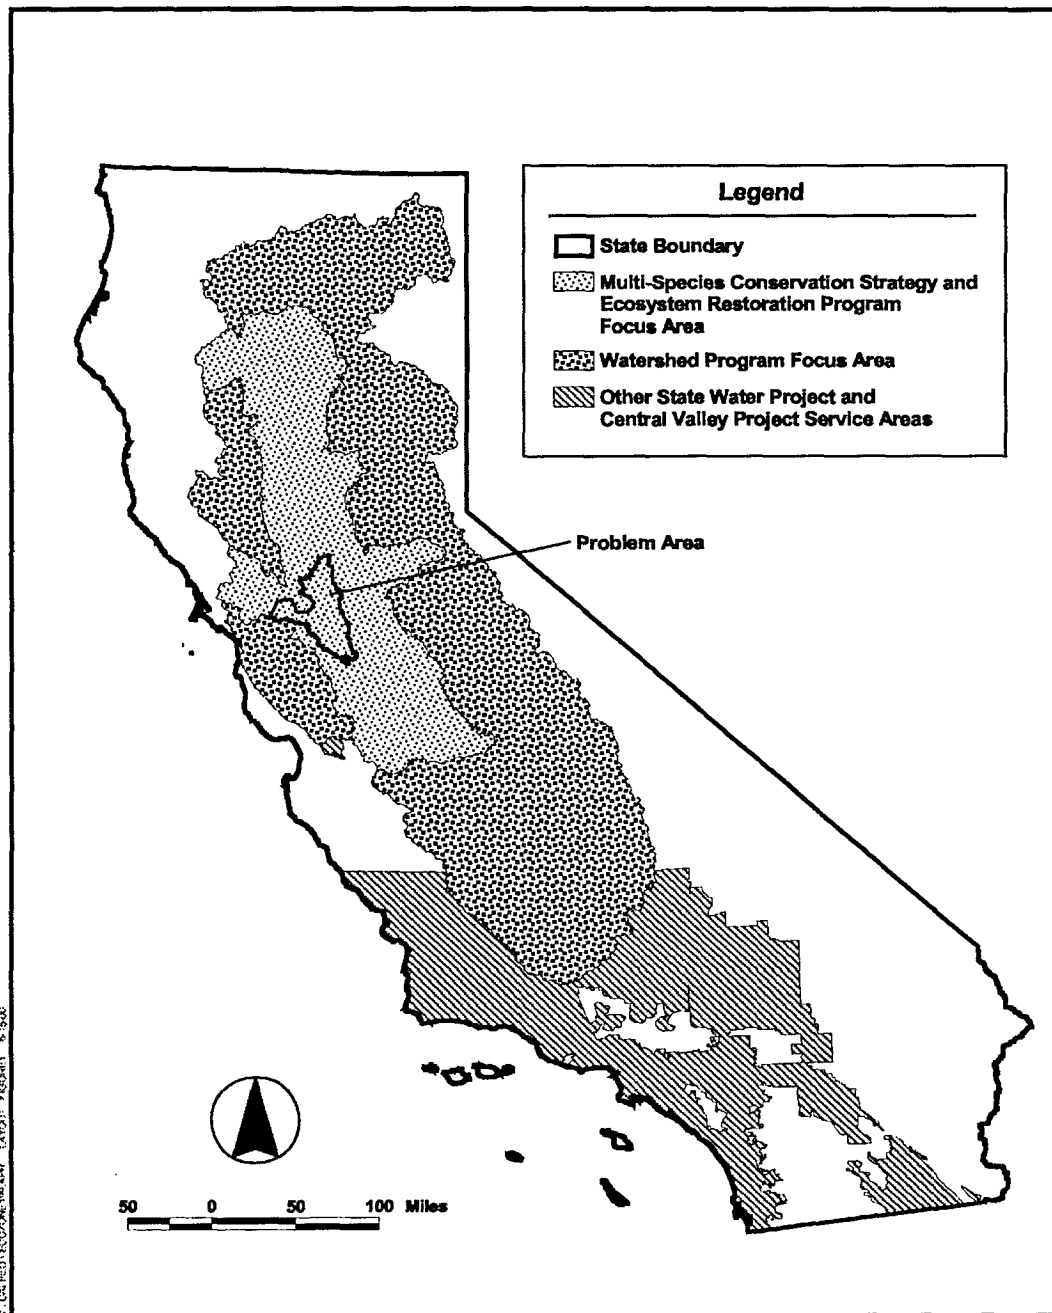 Legend
State Boundary
Multi-Species Conservation Strategy and
Ecosystem Restoration Program
Focus Area
Watershed Program Focus Area
Other State Water Project and
Central Valley Project Service Areas
Problem Area
50 0 50 100 Miles